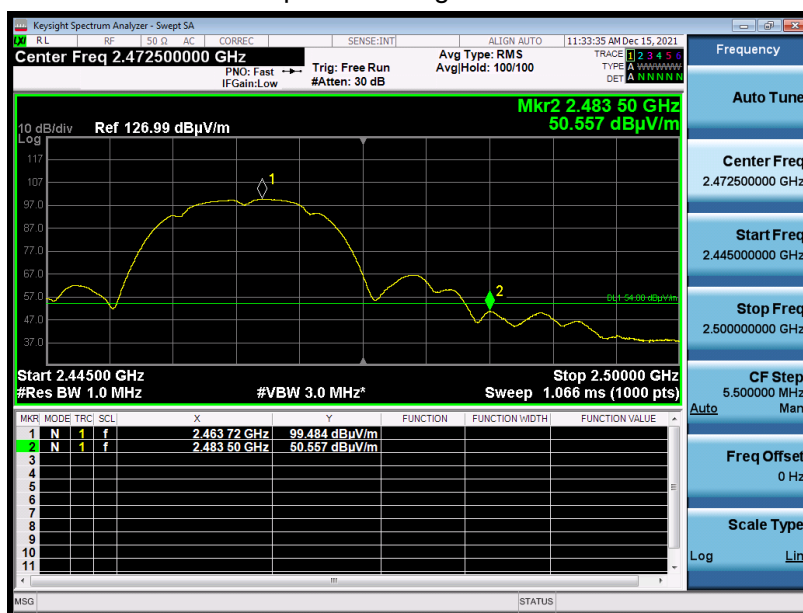 Keysight Spectrum Analyzer - Swept SA
LXI RL RF 50 Ω AC CORREC SENSE:INT ALIGN AUTO 11:33:35 AM Dec 15, 2021
Center Freq 2.472500000 GHz
PNO: Fast
IFGain:Low
Trig: Free Run
#Atten: 30 dB
Avg Type: RMS
Avg|Hold: 100/100
TRACE 1 2 3 4 5 6
TYPE A WWWWW
DET A N N N N N
Mkr2 2.483 50 GHz
50.557 dBµV/m
10 dB/div Ref 126.99 dBµV/m
Log
117
107
97.0
87.0
77.0
67.0
57.0
47.0
37.0
1
2
DL1 54.00 dBµV/m
Start 2.44500 GHz Stop 2.50000 GHz
#Res BW 1.0 MHz #VBW 3.0 MHz* Sweep 1.066 ms (1000 pts)
MKR MODE TRC SCL X Y FUNCTION FUNCTION WIDTH FUNCTION VALUE
1 N 1 f 2.463 72 GHz 99.484 dBµV/m
2 N 1 f 2.483 50 GHz 50.557 dBµV/m
3
4
5
6
7
8
9
10
11
MSG STATUS
Frequency
Auto Tune
Center Freq
2.472500000 GHz
Start Freq
2.445000000 GHz
Stop Freq
2.500000000 GHz
CF Step
5.500000 MHz
Auto Man
Freq Offset
0 Hz
Scale Type
Log Lin